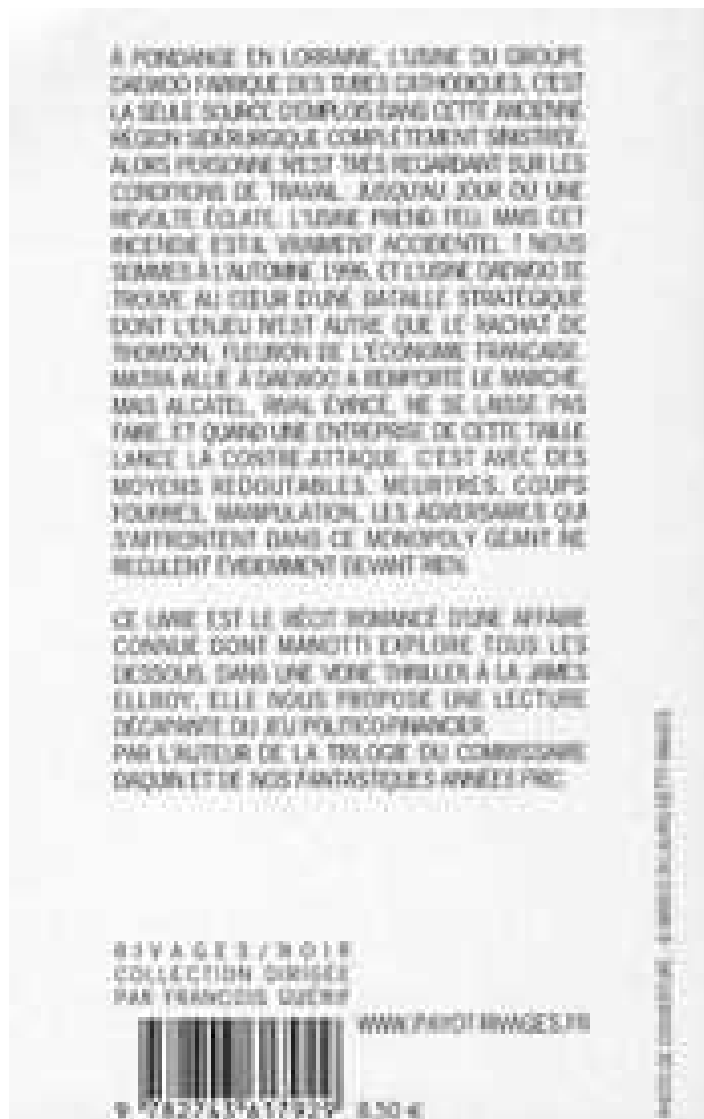 À PONDANGE EN LORRAINE, L'USINE DU GROUPE
DAEWOO FABRIQUE DES TUBES CATHODIQUES. C'EST
LA SEULE SOURCE D'EMPLOIS DANS CETTE ANCIENNE
RÉGION SIDÉRURGIQUE COMPLÈTEMENT SINISTRÉE,
ALORS PERSONNE N'EST TRÈS REGARDANT SUR LES
CONDITIONS DE TRAVAIL. JUSQU'AU JOUR OÙ UNE
RÉVOLTE ÉCLATE. L'USINE PREND FEU. MAIS CET
INCENDIE EST-IL VRAIMENT ACCIDENTEL ? NOUS
SOMMES À L'AUTOMNE 1996, ET L'USINE DAEWOO SE
TROUVE AU CŒUR D'UNE BATAILLE STRATÉGIQUE
DONT L'ENJEU N'EST AUTRE QUE LE RACHAT DE
THOMSON, FLEURON DE L'ÉCONOMIE FRANÇAISE.
MATRA ALLIÉ À DAEWOO A REMPORTÉ LE MARCHÉ,
MAIS ALCATEL, RIVAL ÉVINCÉ, NE SE LAISSE PAS
FAIRE. ET QUAND UNE ENTREPRISE DE CETTE TAILLE
LANCE LA CONTRE-ATTAQUE, C'EST AVEC DES
MOYENS REDOUTABLES. MEURTRES, COUPS
FOURRÉS, MANIPULATION, LES ADVERSAIRES QUI
S'AFFRONTENT DANS CE MONOPOLY GÉANT NE
RECULENT ÉVIDEMMENT DEVANT RIEN.
CE LIVRE EST LE RÉCIT ROMANCÉ D'UNE AFFAIRE
CONNUE DONT MANOTTI EXPLORE TOUS LES
DESSOUS. DANS UNE VEINE THRILLER À LA JAMES
ELLROY, ELLE NOUS PROPOSE UNE LECTURE
DÉCAPANTE DU JEU POLITICO-FINANCIER.
PAR L'AUTEUR DE LA TRILOGIE DU COMMISSAIRE
DAQUIN ET DE NOS FANTASTIQUES ANNÉES FRIC.
RIVAGES/NOIR
COLLECTION DIRIGÉE
PAR FRANÇOIS GUÉRIF
WWW.PAYOT-RIVAGES.FR
9 782743 617929
8,50 €
PHOTO DE COUVERTURE :